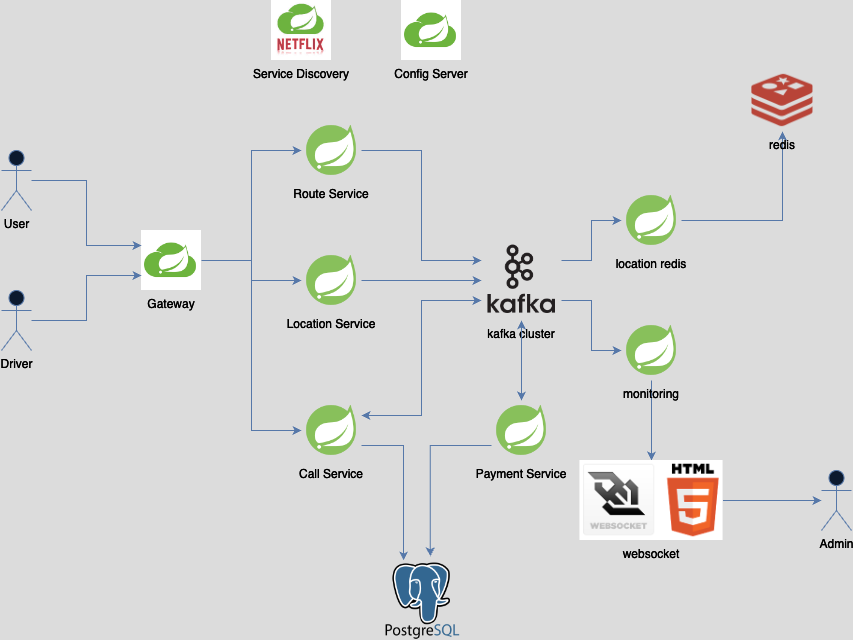 NETFLIX
Service Discovery
Config Server
redis
Route Service
User
location redis
Gateway
Location Service
kafka
kafka cluster
Driver
monitoring
Call Service
Payment Service
HTML
5
WEBSOCKET
websocket
Admin
PostgreSQL